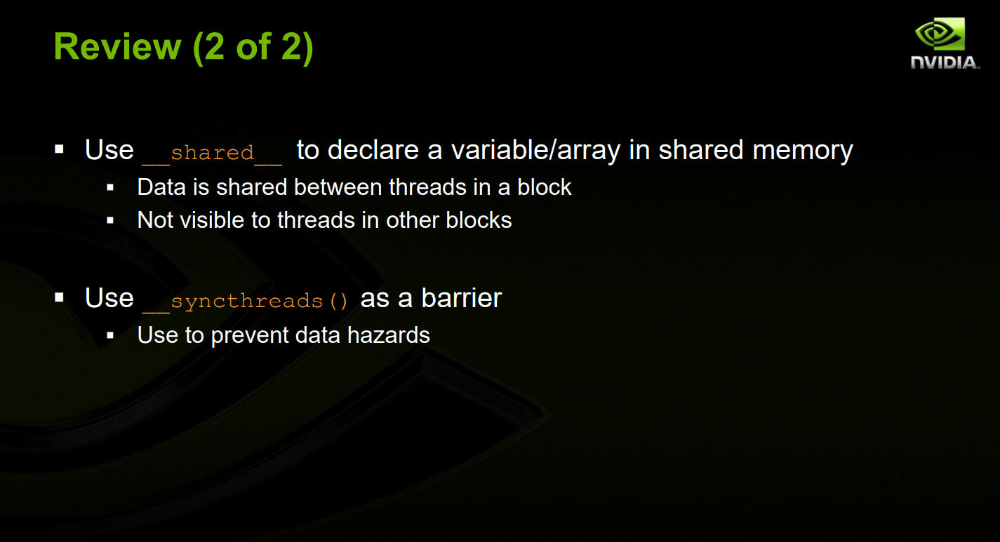 Review (2 of 2)
NVIDIA.
Use __shared__ to declare a variable/array in shared memory
Data is shared between threads in a block
Not visible to threads in other blocks
Use __syncthreads() as a barrier
Use to prevent data hazards